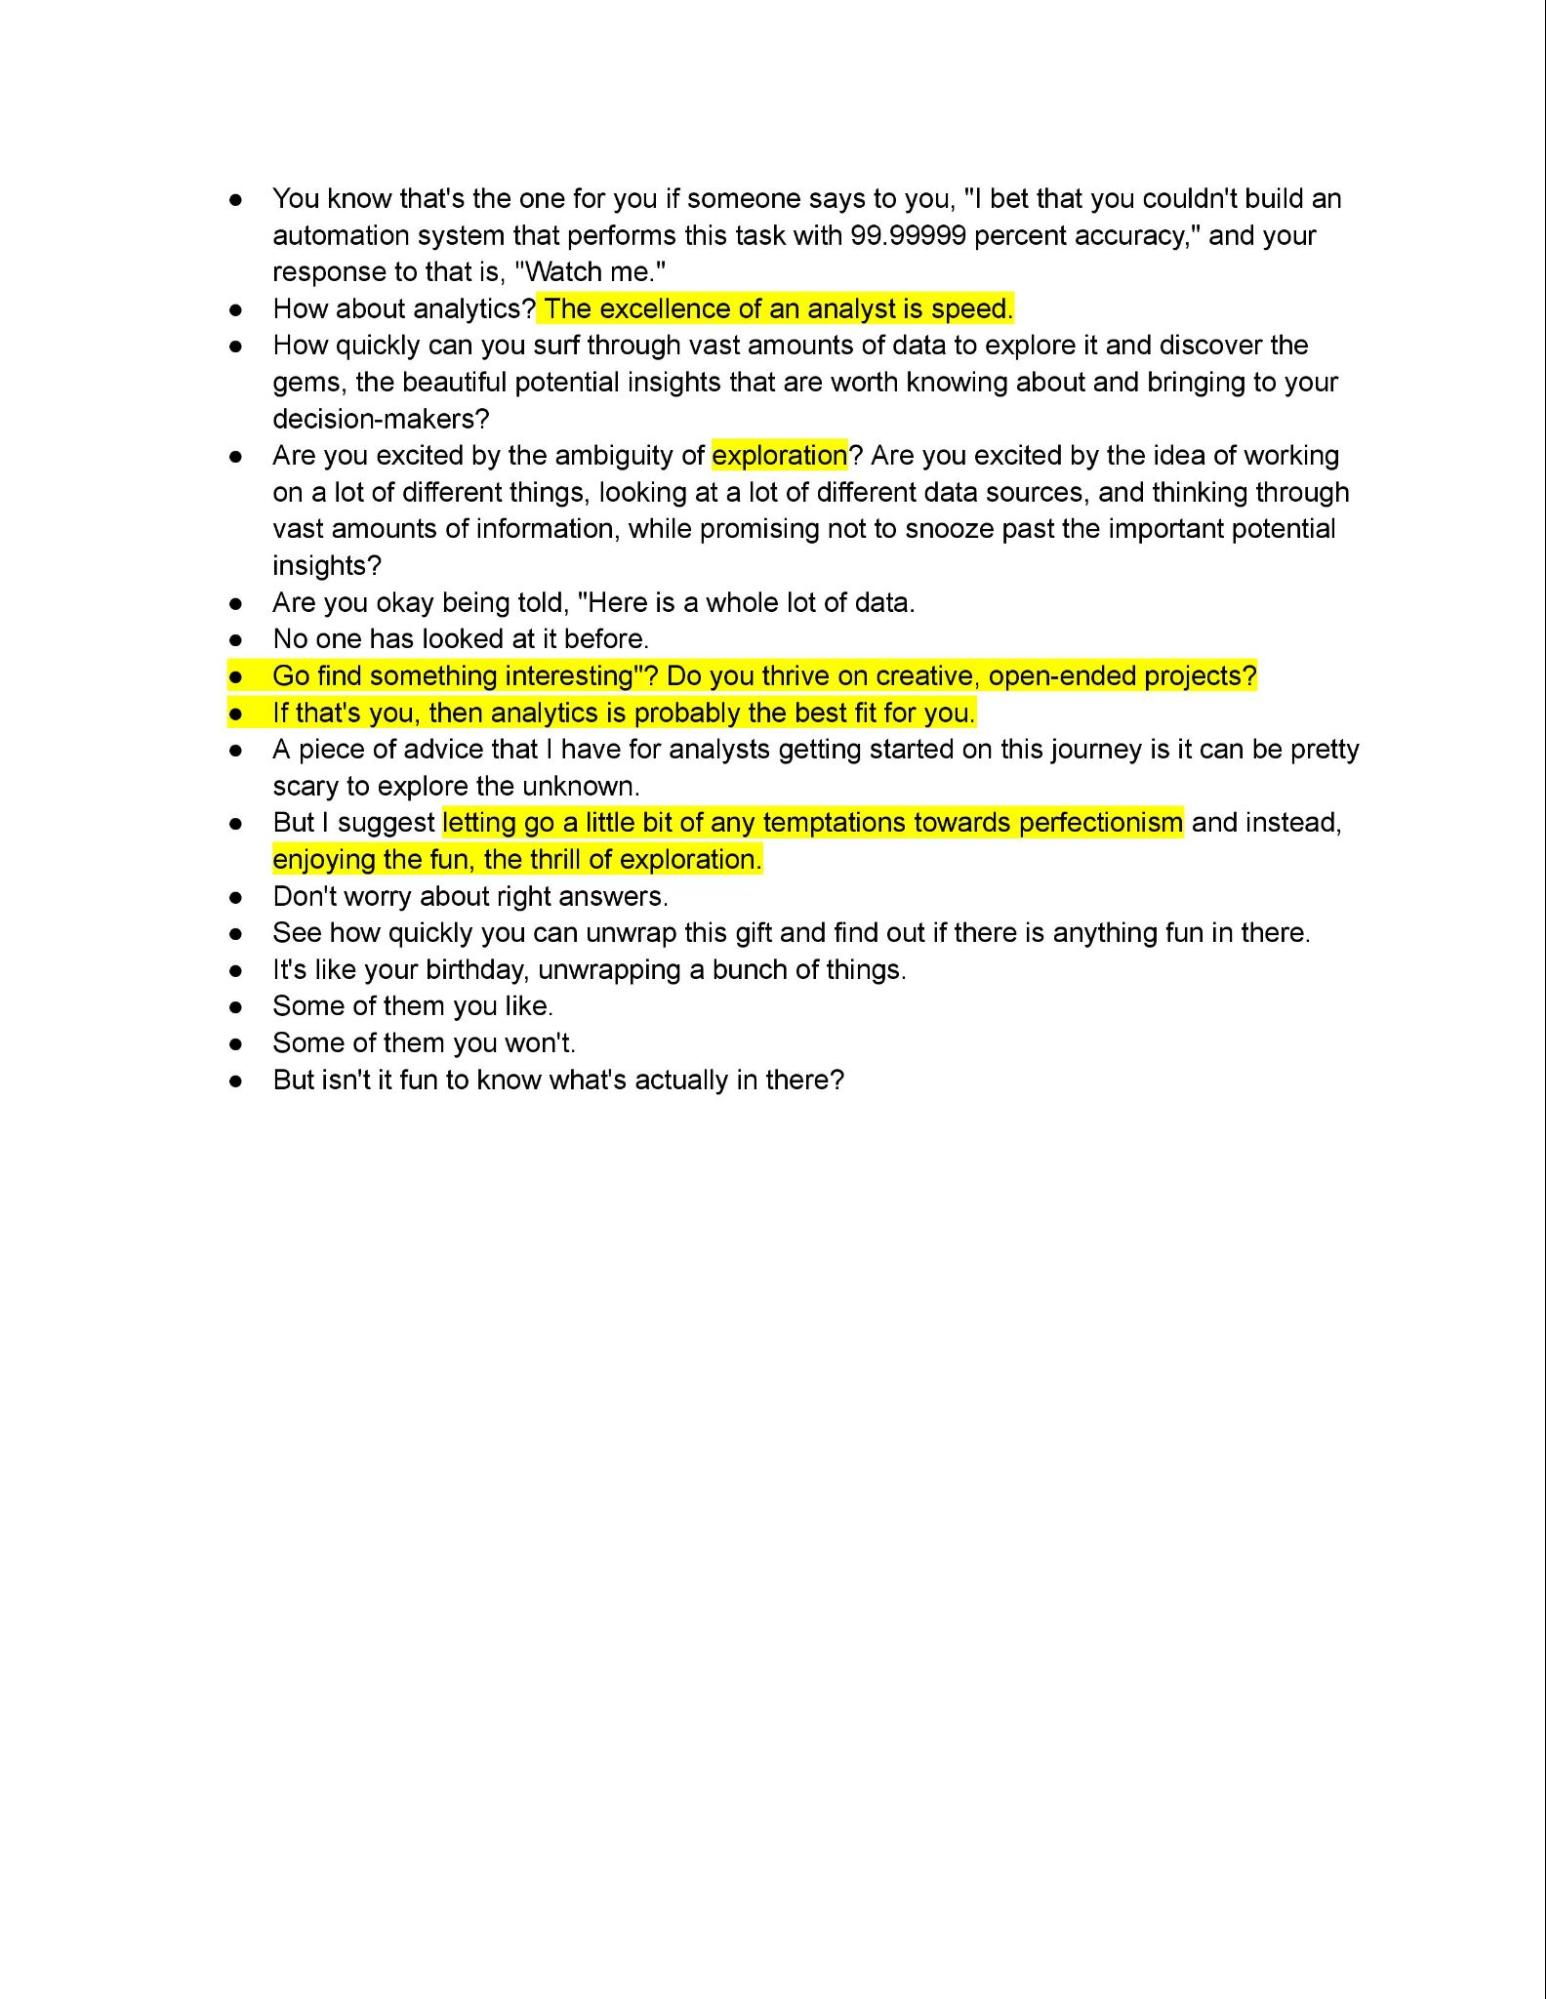 ● You know that's the one for you if someone says to you, "I bet that you couldn't build an
automation system that performs this task with 99.99999 percent accuracy," and your
response to that is, "Watch me."
● How about analytics? The excellence of an analyst is speed.
● How quickly can you surf through vast amounts of data to explore it and discover the
gems, the beautiful potential insights that are worth knowing about and bringing to your
decision-makers?
● Are you excited by the ambiguity of exploration? Are you excited by the idea of working
on a lot of different things, looking at a lot of different data sources, and thinking through
vast amounts of information, while promising not to snooze past the important potential
insights?
● Are you okay being told, "Here is a whole lot of data.
● No one has looked at it before.
● Go find something interesting"? Do you thrive on creative, open-ended projects?
● If that's you, then analytics is probably the best fit for you.
● A piece of advice that I have for analysts getting started on this journey is it can be pretty
scary to explore the unknown.
● But I suggest letting go a little bit of any temptations towards perfectionism and instead,
enjoying the fun, the thrill of exploration.
● Don't worry about right answers.
● See how quickly you can unwrap this gift and find out if there is anything fun in there.
● It's like your birthday, unwrapping a bunch of things.
● Some of them you like.
● Some of them you won't.
● But isn't it fun to know what's actually in there?